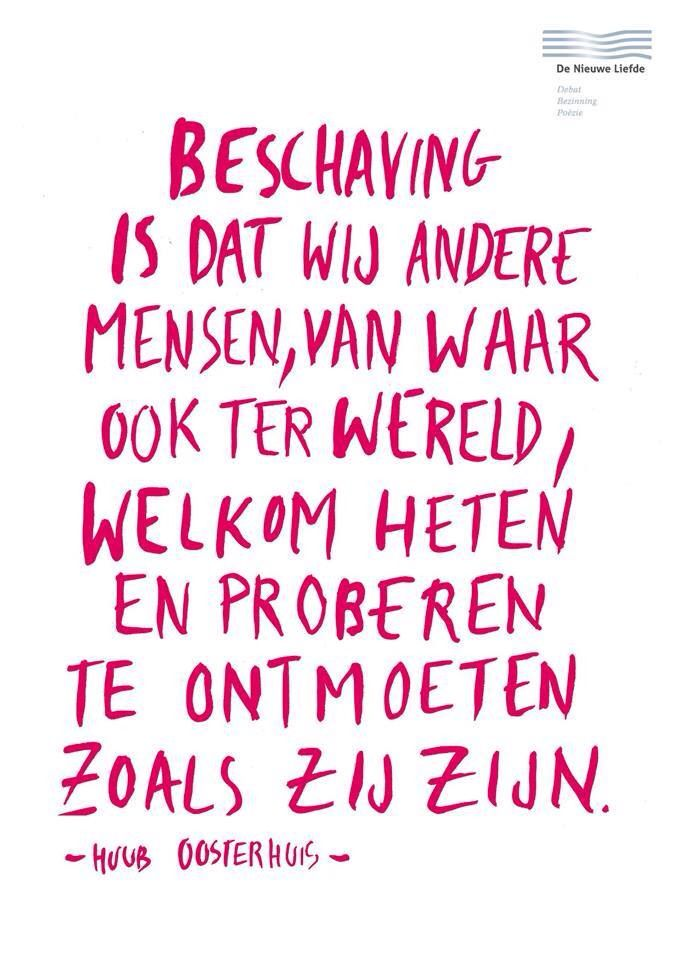 De Nieuwe Liefde
Debat
Bezinning
Poëzie
BESCHAVING
IS DAT WIJ ANDERE
MENSEN, VAN WAAR
OOK TER WERELD,
WELKOM HETEN
EN PROBEREN
TE ONTMOETEN
ZOALS ZIJ ZIJN.
- HUUB OOSTERHUIS -